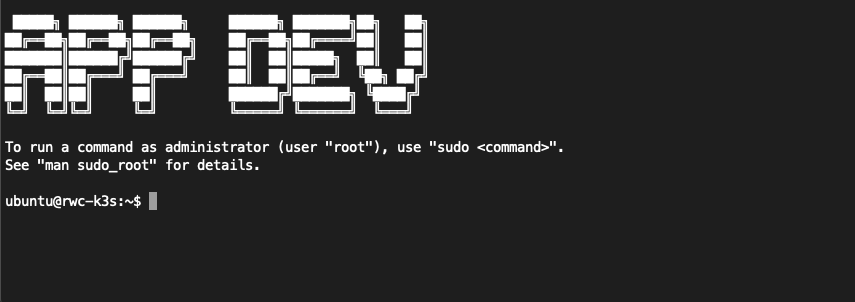 APP DEV
To run a command as administrator (user "root"), use "sudo <command>".
See "man sudo_root" for details.
ubuntu@rwc-k3s:~$